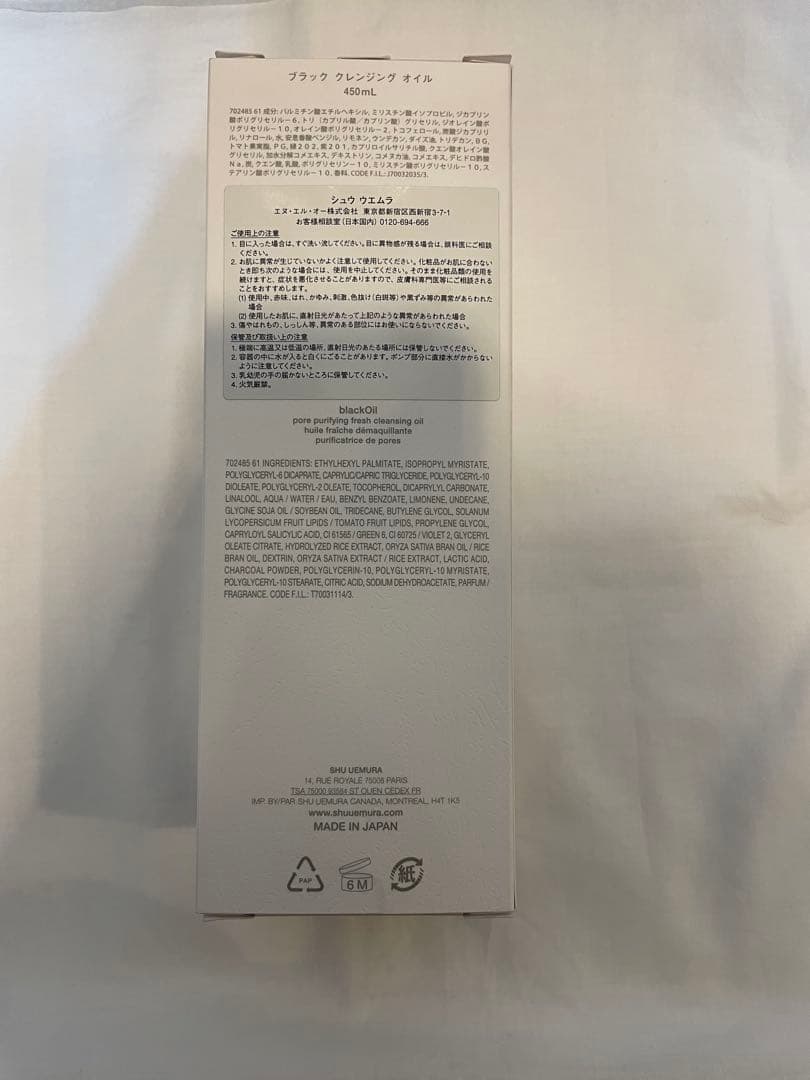 ブラック クレンジング オイル
450mL
702485 61 成分: パルミチン酸エチルヘキシル, ミリスチン酸イソプロピル, ジカプリン
酸ポリグリセリル－6, トリ（カプリル酸／カプリン酸）グリセリル, ジオレイン酸ポ
リグリセリル－10, オレイン酸ポリグリセリル－2, トコフェロール, 炭酸ジカプリリ
ル, リナロール, 水, 安息香酸ベンジル, リモネン, ウンデカン, ダイズ油, トリデカン, BG,
トマト果実脂, PG, 緑202, 紫201, カプリロイルサリチル酸, クエン酸オレイン酸
グリセリル, 加水分解コメエキス, デキストリン, コメヌカ油, コメエキス, デヒドロ酢酸
Na, 炭, クエン酸, 乳酸, ポリグリセリン－10, ミリスチン酸ポリグリセリル－10, ス
テアリン酸ポリグリセリル－10, 香料. CODE F.I.L.: J70032035/3.
シュウ ウエムラ
エヌ・エル・オー株式会社 東京都新宿区西新宿3-7-1
お客様相談室（日本国内）0120-694-666
ご使用上の注意
1. 目に入った場合は、すぐ洗い流してください。目に異物感が残る場合は、眼科医にご相談
ください。
2. お肌に異常が生じていないかよく注意して使用してください。化粧品がお肌に合わない
とき即ち次のような場合には、使用を中止してください。そのまま化粧品類の使用を
続けますと、症状を悪化させることがありますので、皮膚科専門医等にご相談される
ことをおすすめします。
(1) 使用中、赤味、はれ、かゆみ、刺激、色抜け（白斑等）や黒ずみ等の異常があらわれた
場合
(2) 使用したお肌に、直射日光があたって上記のような異常があらわれた場合
3. 傷やはれもの、しっしん等、異常のある部位にはお使いにならないでください。
保管及び取扱い上の注意
1. 極端に高温又は低温の場所、直射日光のあたる場所には保管しないでください。
2. 容器の中に水が入ると白くにごることがあります。ポンプ部分に直接水がかからない
ように注意してください。
3. 乳幼児の手の届かないところに保管してください。
4. 火気厳禁。
blackOil
pore purifying fresh cleansing oil
huile fraîche démaquillante
purificatrice de pores
702485 61 INGREDIENTS: ETHYLHEXYL PALMITATE, ISOPROPYL MYRISTATE,
POLYGLYCERYL-6 DICAPRATE, CAPRYLIC/CAPRIC TRIGLYCERIDE, POLYGLYCERYL-10
DIOLEATE, POLYGLYCERYL-2 OLEATE, TOCOPHEROL, DICAPRYLYL CARBONATE,
LINALOOL, AQUA / WATER / EAU, BENZYL BENZOATE, LIMONENE, UNDECANE,
GLYCINE SOJA OIL / SOYBEAN OIL, TRIDECANE, BUTYLENE GLYCOL, SOLANUM
LYCOPERSICUM FRUIT LIPIDS / TOMATO FRUIT LIPIDS, PROPYLENE GLYCOL,
CAPRYLOYL SALICYLIC ACID, CI 61565 / GREEN 6, CI 60725 / VIOLET 2, GLYCERYL
OLEATE CITRATE, HYDROLYZED RICE EXTRACT, ORYZA SATIVA BRAN OIL / RICE
BRAN OIL, DEXTRIN, ORYZA SATIVA EXTRACT / RICE EXTRACT, LACTIC ACID,
CHARCOAL POWDER, POLYGLYCERIN-10, POLYGLYCERYL-10 MYRISTATE,
POLYGLYCERYL-10 STEARATE, CITRIC ACID, SODIUM DEHYDROACETATE, PARFUM /
FRAGRANCE. CODE F.I.L.: T70031114/3.
SHU UEMURA
14, RUE ROYALE 75008 PARIS
TSA 75000 93584 ST OUEN CEDEX FR
IMP. BY/PAR SHU UEMURA CANADA, MONTREAL, H4T 1K5
www.shuuemura.com
MADE IN JAPAN
PAP
6 M
紙